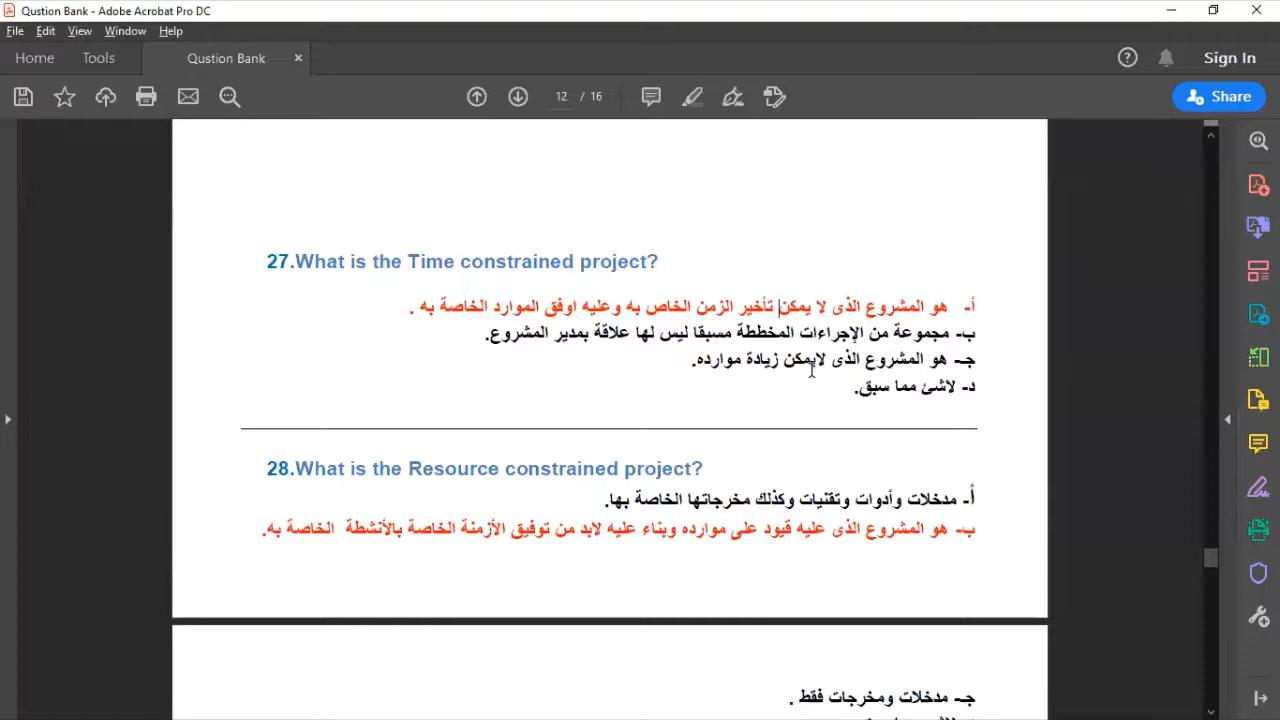 Qustion Bank - Adobe Acrobat Pro DC
File Edit View Window Help
Home Tools Qustion Bank × Sign In
12 / 16 Share
27.What is the Time constrained project?
أ- هو المشروع الذى لا يمكن تأخير الزمن الخاص به وعليه اوفق الموارد الخاصة به .
ب- مجموعة من الإجراءات المخططة مسبقا ليس لها علاقة بمدير المشروع.
جـ- هو المشروع الذى لايمكن زيادة موارده.
د- لاشئ مما سبق.
28.What is the Resource constrained project?
أ- مدخلات وأدوات وتقنيات وكذلك مخرجاتها الخاصة بها.
ب- هو المشروع الذى عليه قيود على موارده وبناء عليه لابد من توفيق الأزمنة الخاصة بالأنشطة الخاصة به.
جـ- مدخلات ومخرجات فقط .